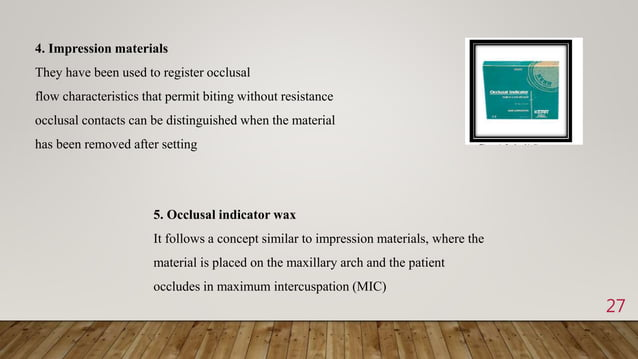 4. Impression materials
They have been used to register occlusal
flow characteristics that permit biting without resistance
occlusal contacts can be distinguished when the material
has been removed after setting
Occlusal Indicator
KERR
5. Occlusal indicator wax
It follows a concept similar to impression materials, where the
material is placed on the maxillary arch and the patient
occludes in maximum intercuspation (MIC)
27